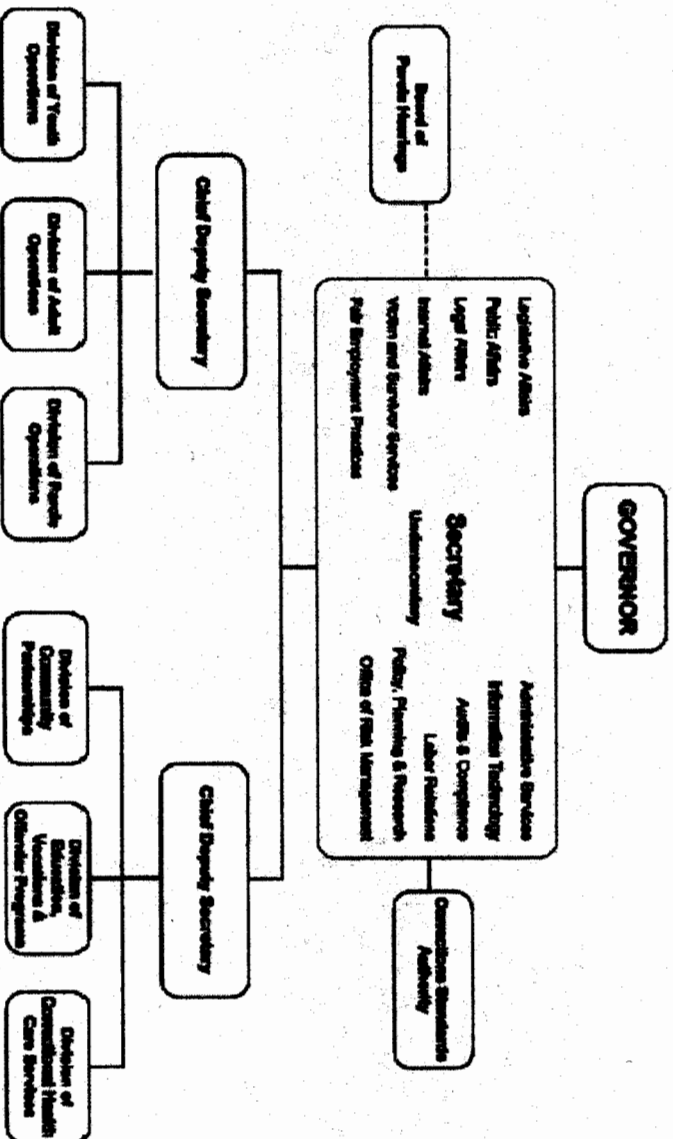 GOVERNOR
Legislative Affairs
Public Affairs
Legal Affairs
Internal Affairs
Victim and Survivor Services
Fair Employment Practices
Secretary
Undersecretary
Administrative Services
Information Technology
Audits & Compliance
Labor Relations
Policy, Planning & Research
Office of Risk Management
Board of
Parole Hearings
Corrections Standards
Authority
Chief Deputy Secretary
Chief Deputy Secretary
Division of Youth
Operations
Division of Adult
Operations
Division of Parole
Operations
Division of
Community
Partnerships
Division of
Education,
Vocations &
Offender Programs
Division of
Correctional Health
Care Services